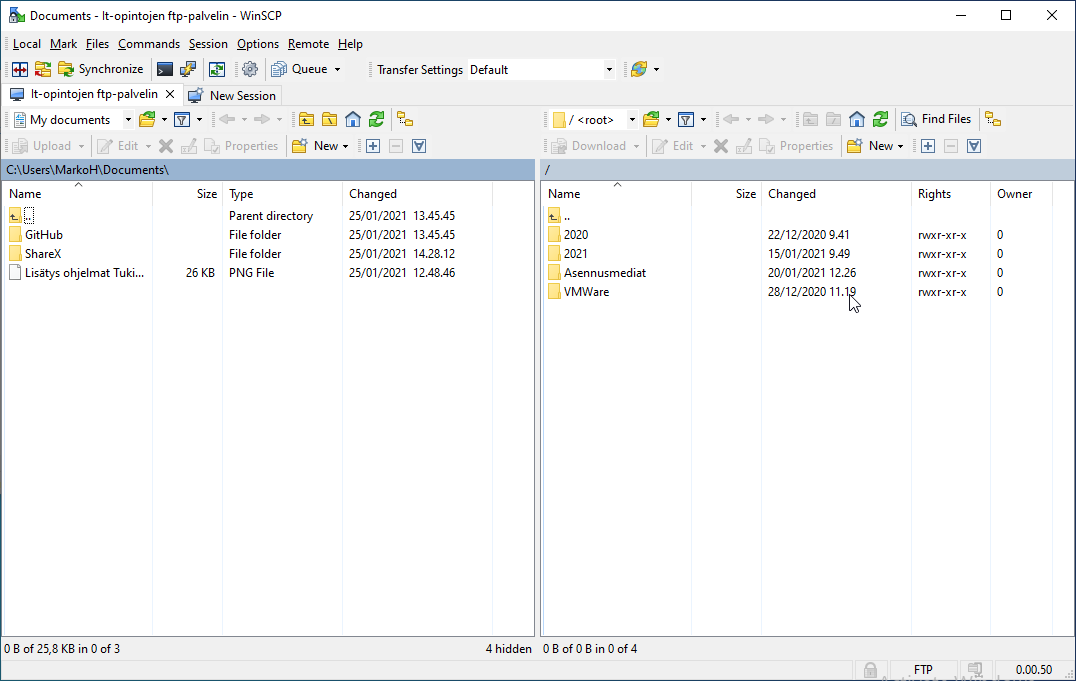 Documents - lt-opintojen ftp-palvelin - WinSCP
Local Mark Files Commands Session Options Remote Help
Synchronize Queue Transfer Settings Default
lt-opintojen ftp-palvelin New Session
My documents / <root> Find Files
Upload Edit Properties New Download Edit Properties New
C:\Users\MarkoH\Documents\ /
Name Size Type Changed Name Size Changed Rights Owner
.. Parent directory 25/01/2021 13.45.45 ..
GitHub File folder 25/01/2021 13.45.45 2020 22/12/2020 9.41 rwxr-xr-x 0
ShareX File folder 25/01/2021 14.28.12 2021 15/01/2021 9.49 rwxr-xr-x 0
Lisätys ohjelmat Tuki... 26 KB PNG File 25/01/2021 12.48.46 Asennusmediat 20/01/2021 12.26 rwxr-xr-x 0
VMWare 28/12/2020 11.19 rwxr-xr-x 0
0 B of 25,8 KB in 0 of 3 4 hidden 0 B of 0 B in 0 of 4
FTP 0.00.50